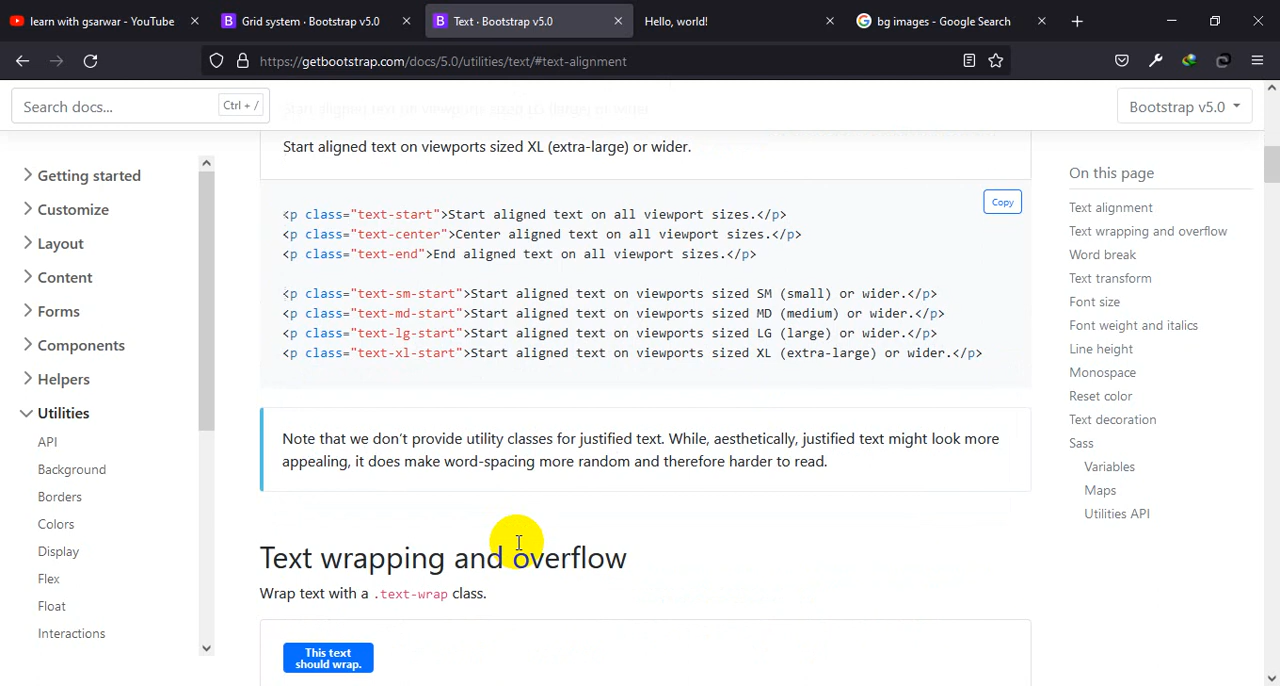 learn with gsarwar - YouTube
Grid system · Bootstrap v5.0
Text · Bootstrap v5.0
Hello, world!
bg images - Google Search
https://getbootstrap.com/docs/5.0/utilities/text/#text-alignment
Search docs...
Ctrl + /
Start aligned text on viewports sized LG (large) or wider.
Bootstrap v5.0
Getting started
Customize
Layout
Content
Forms
Components
Helpers
Utilities
API
Background
Borders
Colors
Display
Flex
Float
Interactions
Start aligned text on viewports sized XL (extra-large) or wider.
Copy
<p class="text-start">Start aligned text on all viewport sizes.</p>
<p class="text-center">Center aligned text on all viewport sizes.</p>
<p class="text-end">End aligned text on all viewport sizes.</p>
<p class="text-sm-start">Start aligned text on viewports sized SM (small) or wider.</p>
<p class="text-md-start">Start aligned text on viewports sized MD (medium) or wider.</p>
<p class="text-lg-start">Start aligned text on viewports sized LG (large) or wider.</p>
<p class="text-xl-start">Start aligned text on viewports sized XL (extra-large) or wider.</p>
Note that we don't provide utility classes for justified text. While, aesthetically, justified text might look more
appealing, it does make word-spacing more random and therefore harder to read.
Text wrapping and overflow
Wrap text with a .text-wrap class.
This text
should wrap.
On this page
Text alignment
Text wrapping and overflow
Word break
Text transform
Font size
Font weight and italics
Line height
Monospace
Reset color
Text decoration
Sass
Variables
Maps
Utilities API